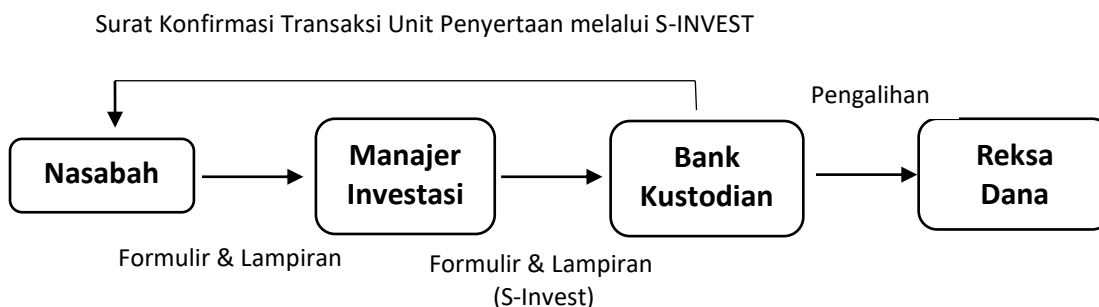 Surat Konfirmasi Transaksi Unit Penyertaan melalui S-INVEST
Pengalihan
Nasabah
Manajer
Investasi
Bank
Kustodian
Reksa
Dana
Formulir & Lampiran
Formulir & Lampiran
(S-Invest)